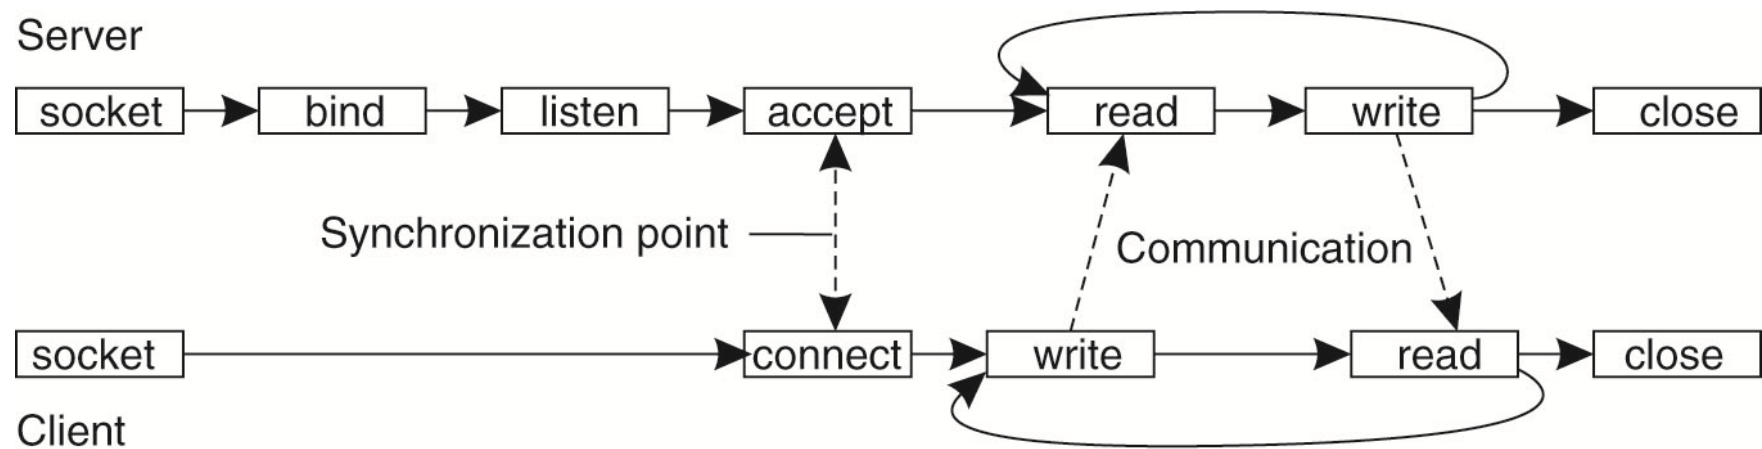 Server
socket bind listen accept read write close
Synchronization point
Communication
socket connect write read close
Client